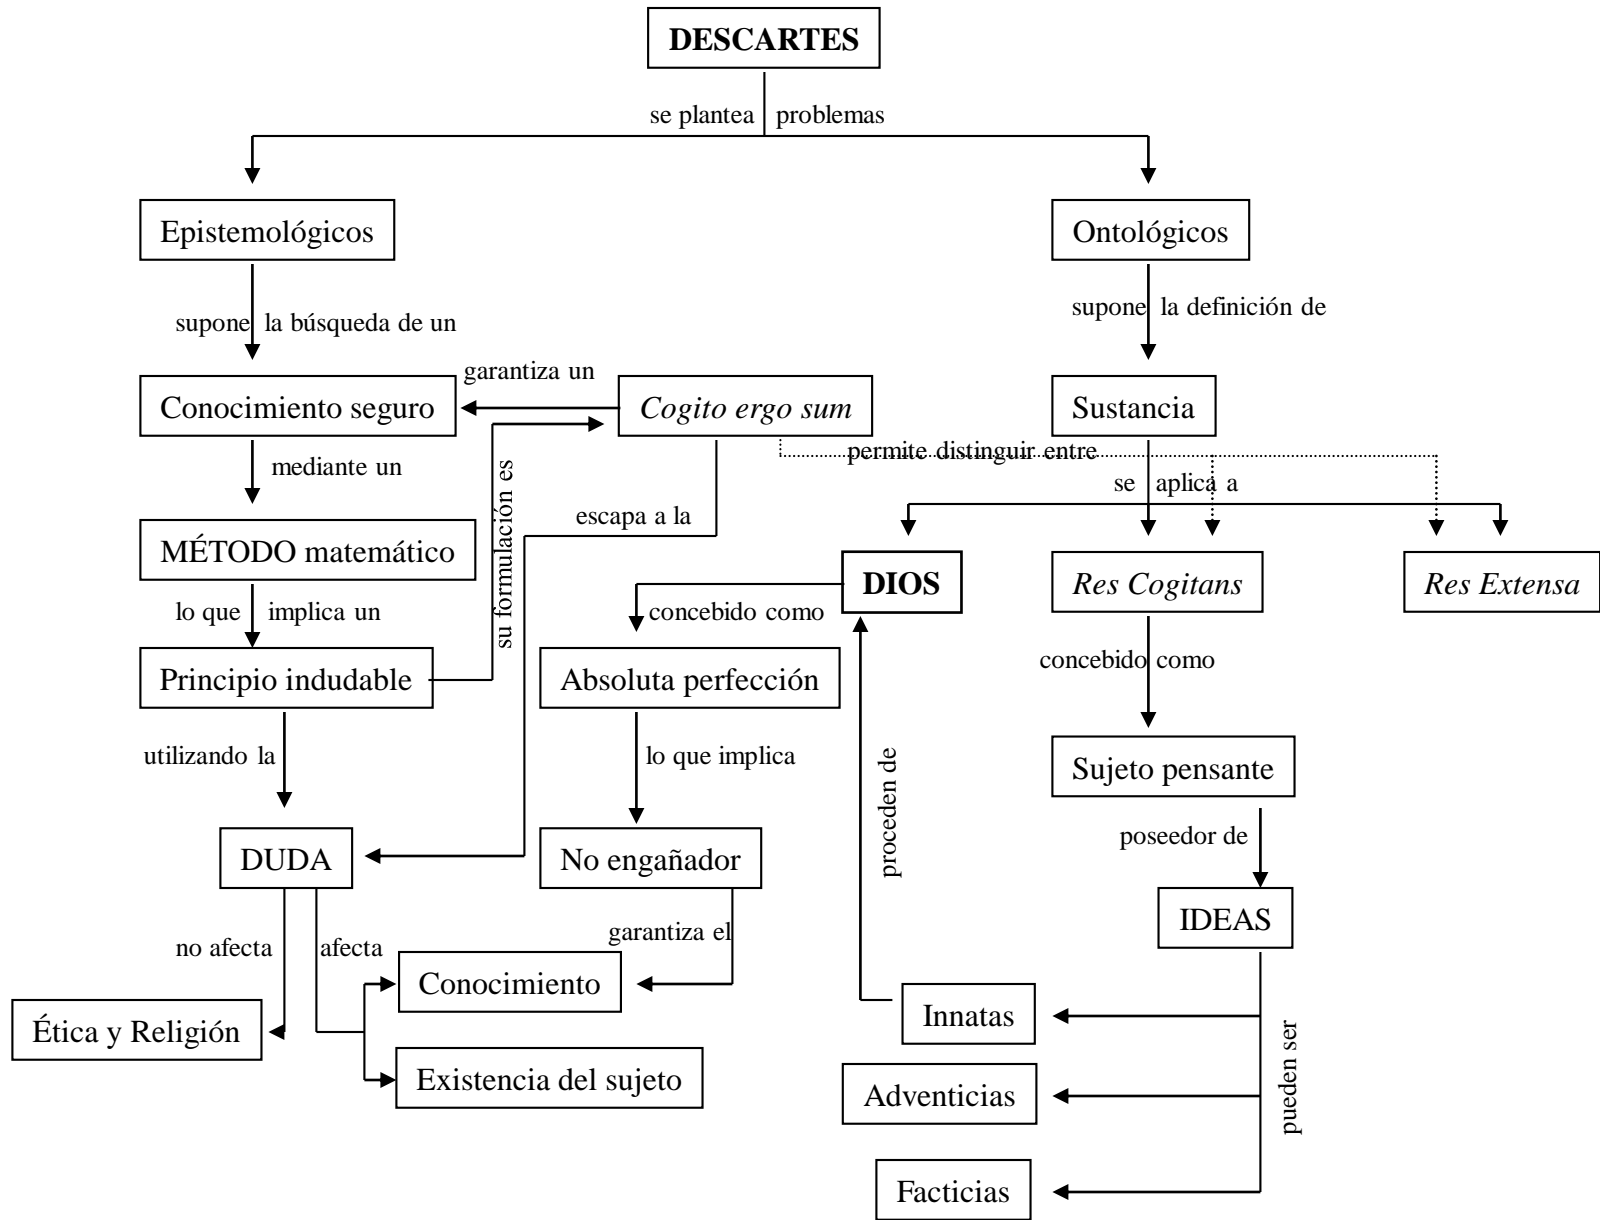 DESCARTES
se plantea problemas
Epistemológicos
Ontológicos
supone la búsqueda de un
supone la definición de
garantiza un
Conocimiento seguro
Cogito ergo sum
Sustancia
permite distinguir entre
mediante un
se aplica a
su formulación es
escapa a la
MÉTODO matemático
DIOS
Res Cogitans
Res Extensa
lo que implica un
concebido como
concebido como
Principio indudable
Absoluta perfección
utilizando la
lo que implica
proceden de
Sujeto pensante
poseedor de
DUDA
No engañador
IDEAS
no afecta
afecta
garantiza el
Conocimiento
Innatas
Ética y Religión
pueden ser
Existencia del sujeto
Adventicias
Facticias